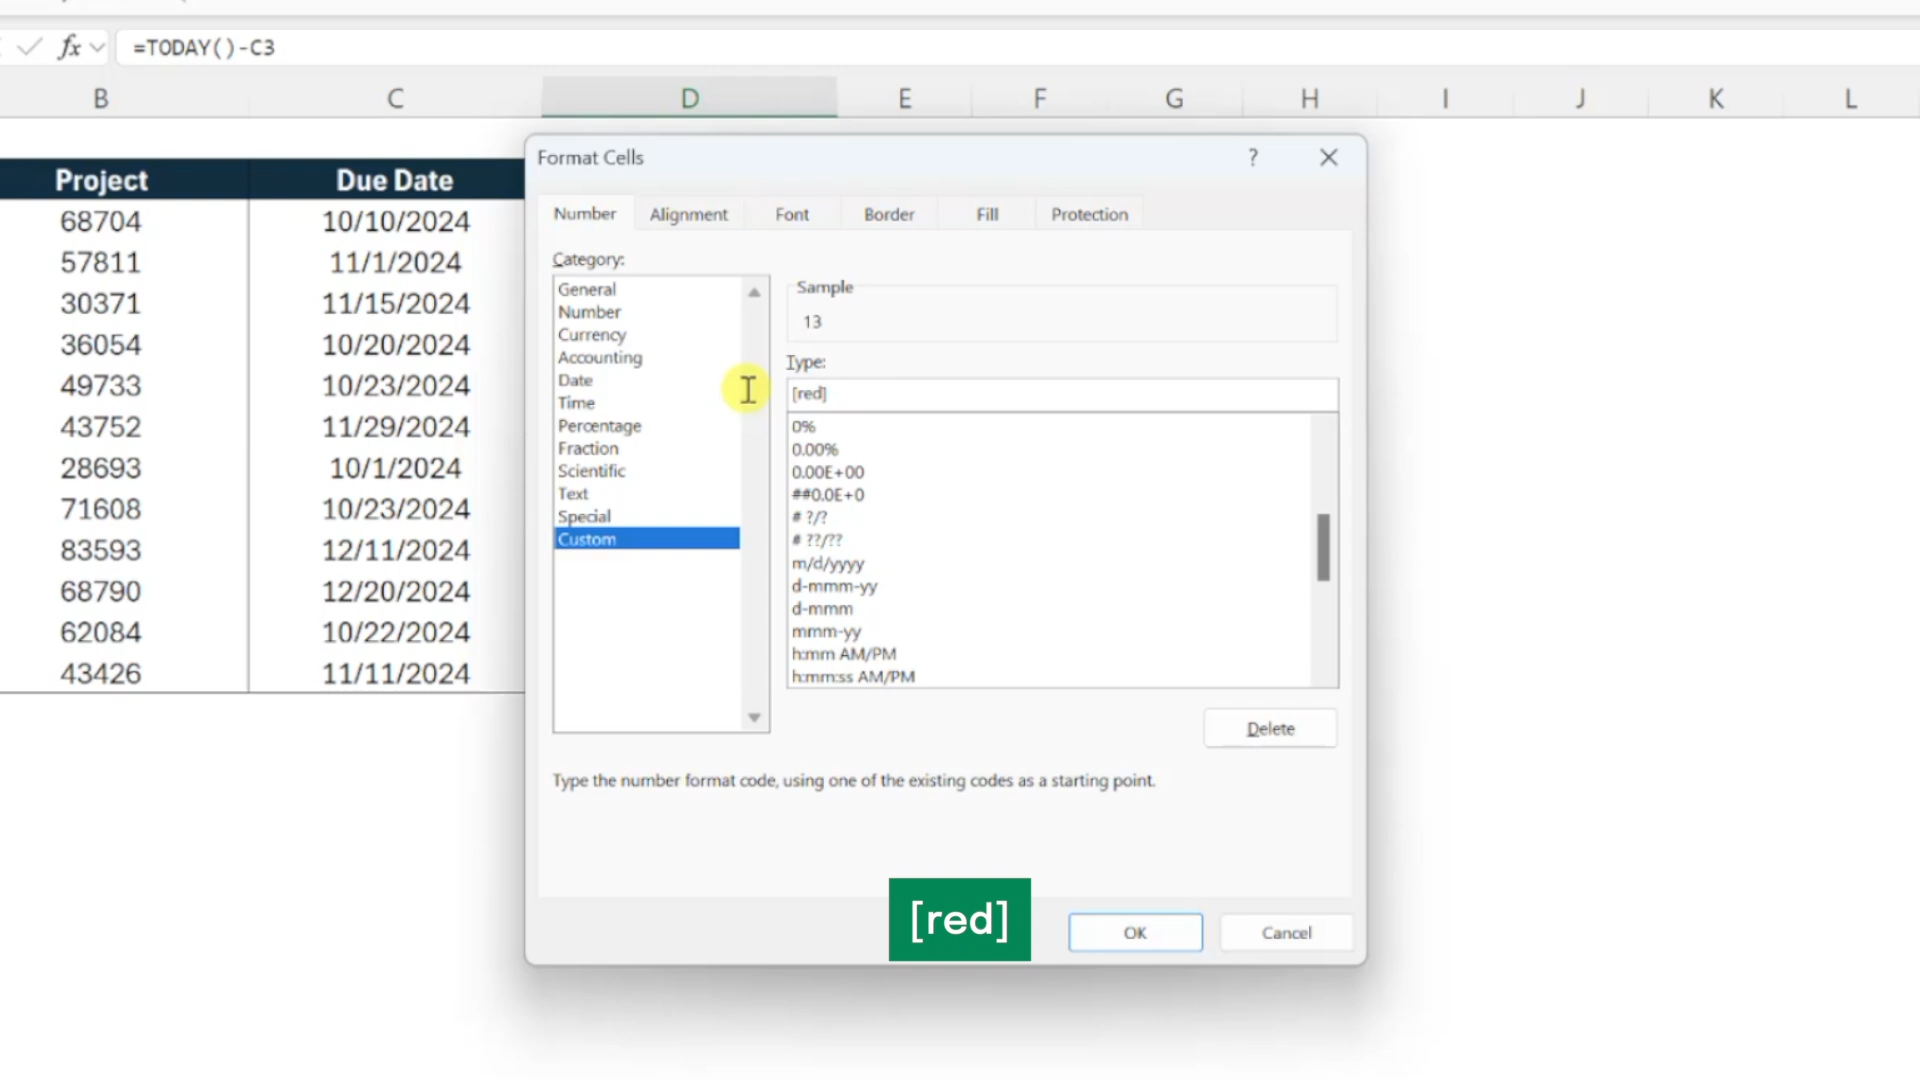 fx =TODAY()-C3
B C D E F G H I J K L
Project Due Date
68704 10/10/2024
57811 11/1/2024
30371 11/15/2024
36054 10/20/2024
49733 10/23/2024
43752 11/29/2024
28693 10/1/2024
71608 10/23/2024
83593 12/11/2024
68790 12/20/2024
62084 10/22/2024
43426 11/11/2024
Format Cells ?
Number Alignment Font Border Fill Protection
Category:
General
Number
Currency
Accounting
Date
Time
Percentage
Fraction
Scientific
Text
Special
Custom
Sample
13
Type:
[red]
0%
0.00%
0.00E+00
##0.0E+0
# ?/?
# ??/??
m/d/yyyy
d-mmm-yy
d-mmm
mmm-yy
h:mm AM/PM
h:mm:ss AM/PM
Delete
Type the number format code, using one of the existing codes as a starting point.
[red]
OK Cancel